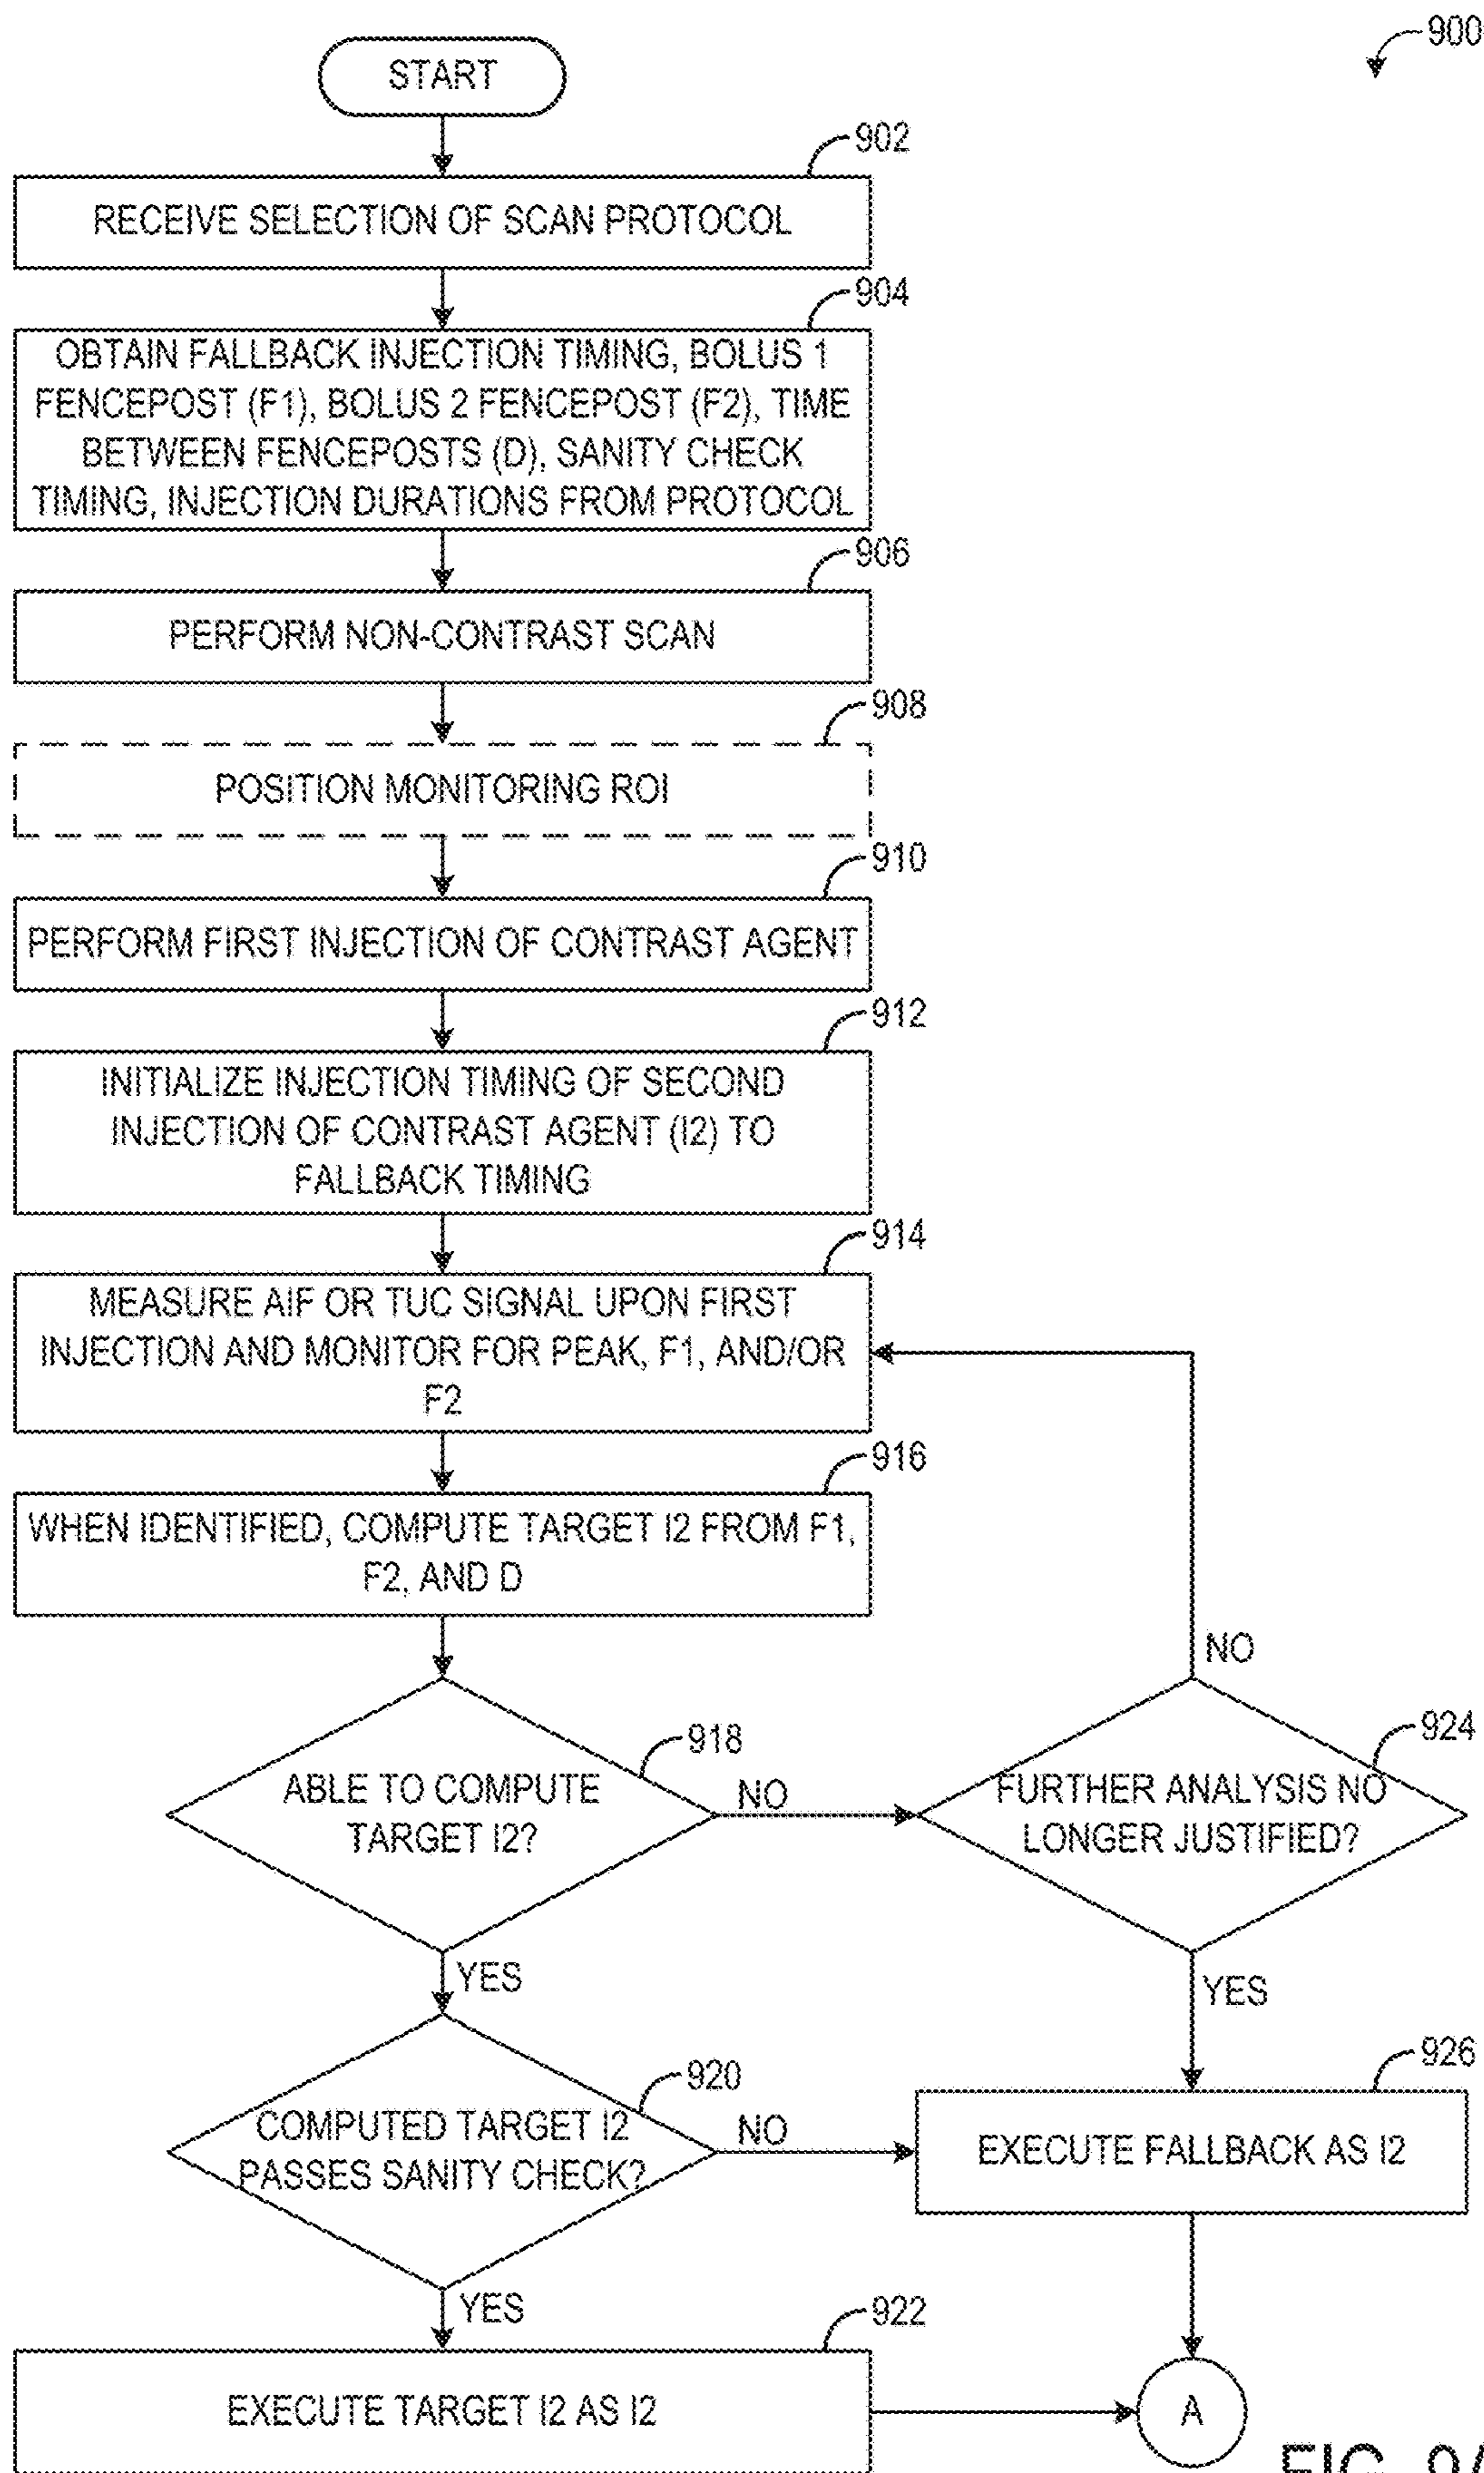 900
START
902
RECEIVE SELECTION OF SCAN PROTOCOL
904
OBTAIN FALLBACK INJECTION TIMING, BOLUS 1
FENCEPOST (F1), BOLUS 2 FENCEPOST (F2), TIME
BETWEEN FENCEPOSTS (D), SANITY CHECK
TIMING, INJECTION DURATIONS FROM PROTOCOL
906
PERFORM NON-CONTRAST SCAN
908
POSITION MONITORING ROI
910
PERFORM FIRST INJECTION OF CONTRAST AGENT
912
INITIALIZE INJECTION TIMING OF SECOND
INJECTION OF CONTRAST AGENT (I2) TO
FALLBACK TIMING
914
MEASURE AIF OR TUC SIGNAL UPON FIRST
INJECTION AND MONITOR FOR PEAK, F1, AND/OR
F2
916
WHEN IDENTIFIED, COMPUTE TARGET I2 FROM F1,
F2, AND D
918
ABLE TO COMPUTE
TARGET I2?
NO
YES
924
FURTHER ANALYSIS NO
LONGER JUSTIFIED?
NO
YES
920
COMPUTED TARGET I2
PASSES SANITY CHECK?
NO
YES
926
EXECUTE FALLBACK AS I2
922
EXECUTE TARGET I2 AS I2
A